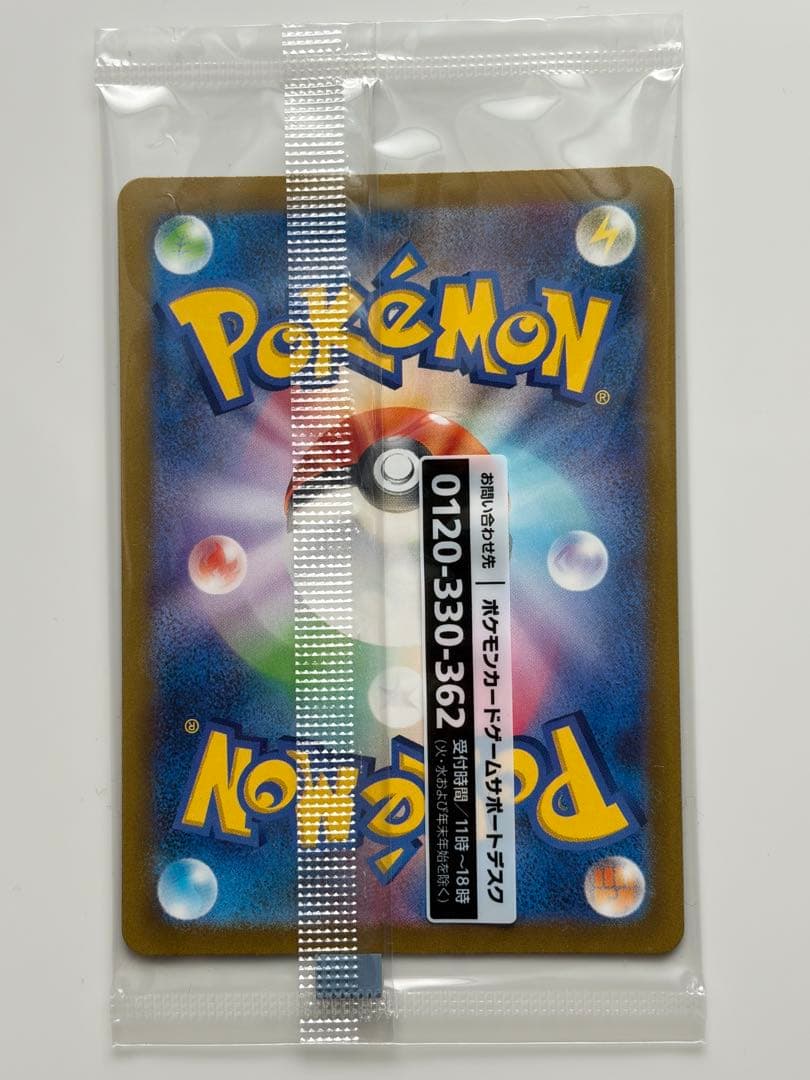 POKéMON
®
お問い合わせ先 | ポケモンカードゲームサポートデスク
0120-330-362 受付時間/11時~18時
(火・水および年末年始を除く)
POKéMON
®